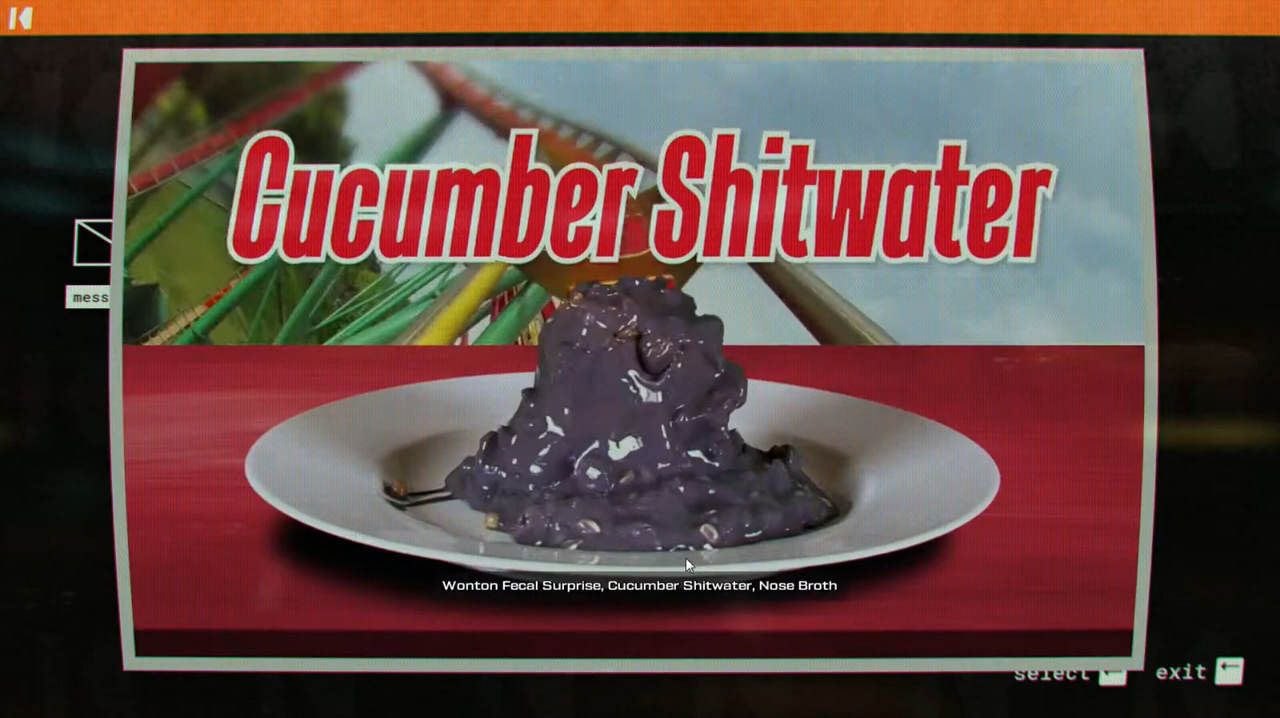 Cucumber Shitwater
mess
Wonton Fecal Surprise, Cucumber Shitwater, Nose Broth
select
exit